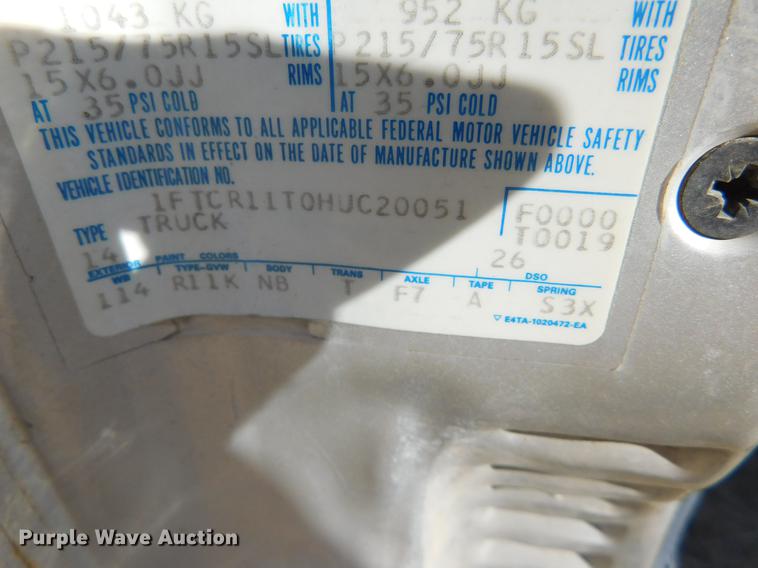 1043 KG WITH 952 KG WITH
P215/75R15SL TIRES P215/75R15SL TIRES
15X6.0JJ RIMS 15X6.0JJ RIMS
AT 35 PSI COLD AT 35 PSI COLD
THIS VEHICLE CONFORMS TO ALL APPLICABLE FEDERAL MOTOR VEHICLE SAFETY
STANDARDS IN EFFECT ON THE DATE OF MANUFACTURE SHOWN ABOVE.
VEHICLE IDENTIFICATION NO.
1FTCR11T0HUC20051 F0000
TYPE TRUCK T0019
14 26
EXTERIOR PAINT COLORS DSO
WB TYPE-GVW BODY TRANS AXLE TAPE SPRING
114 R11K NB T F7 A S3X
▽ E4TA-1020472-EA
Purple Wave Auction